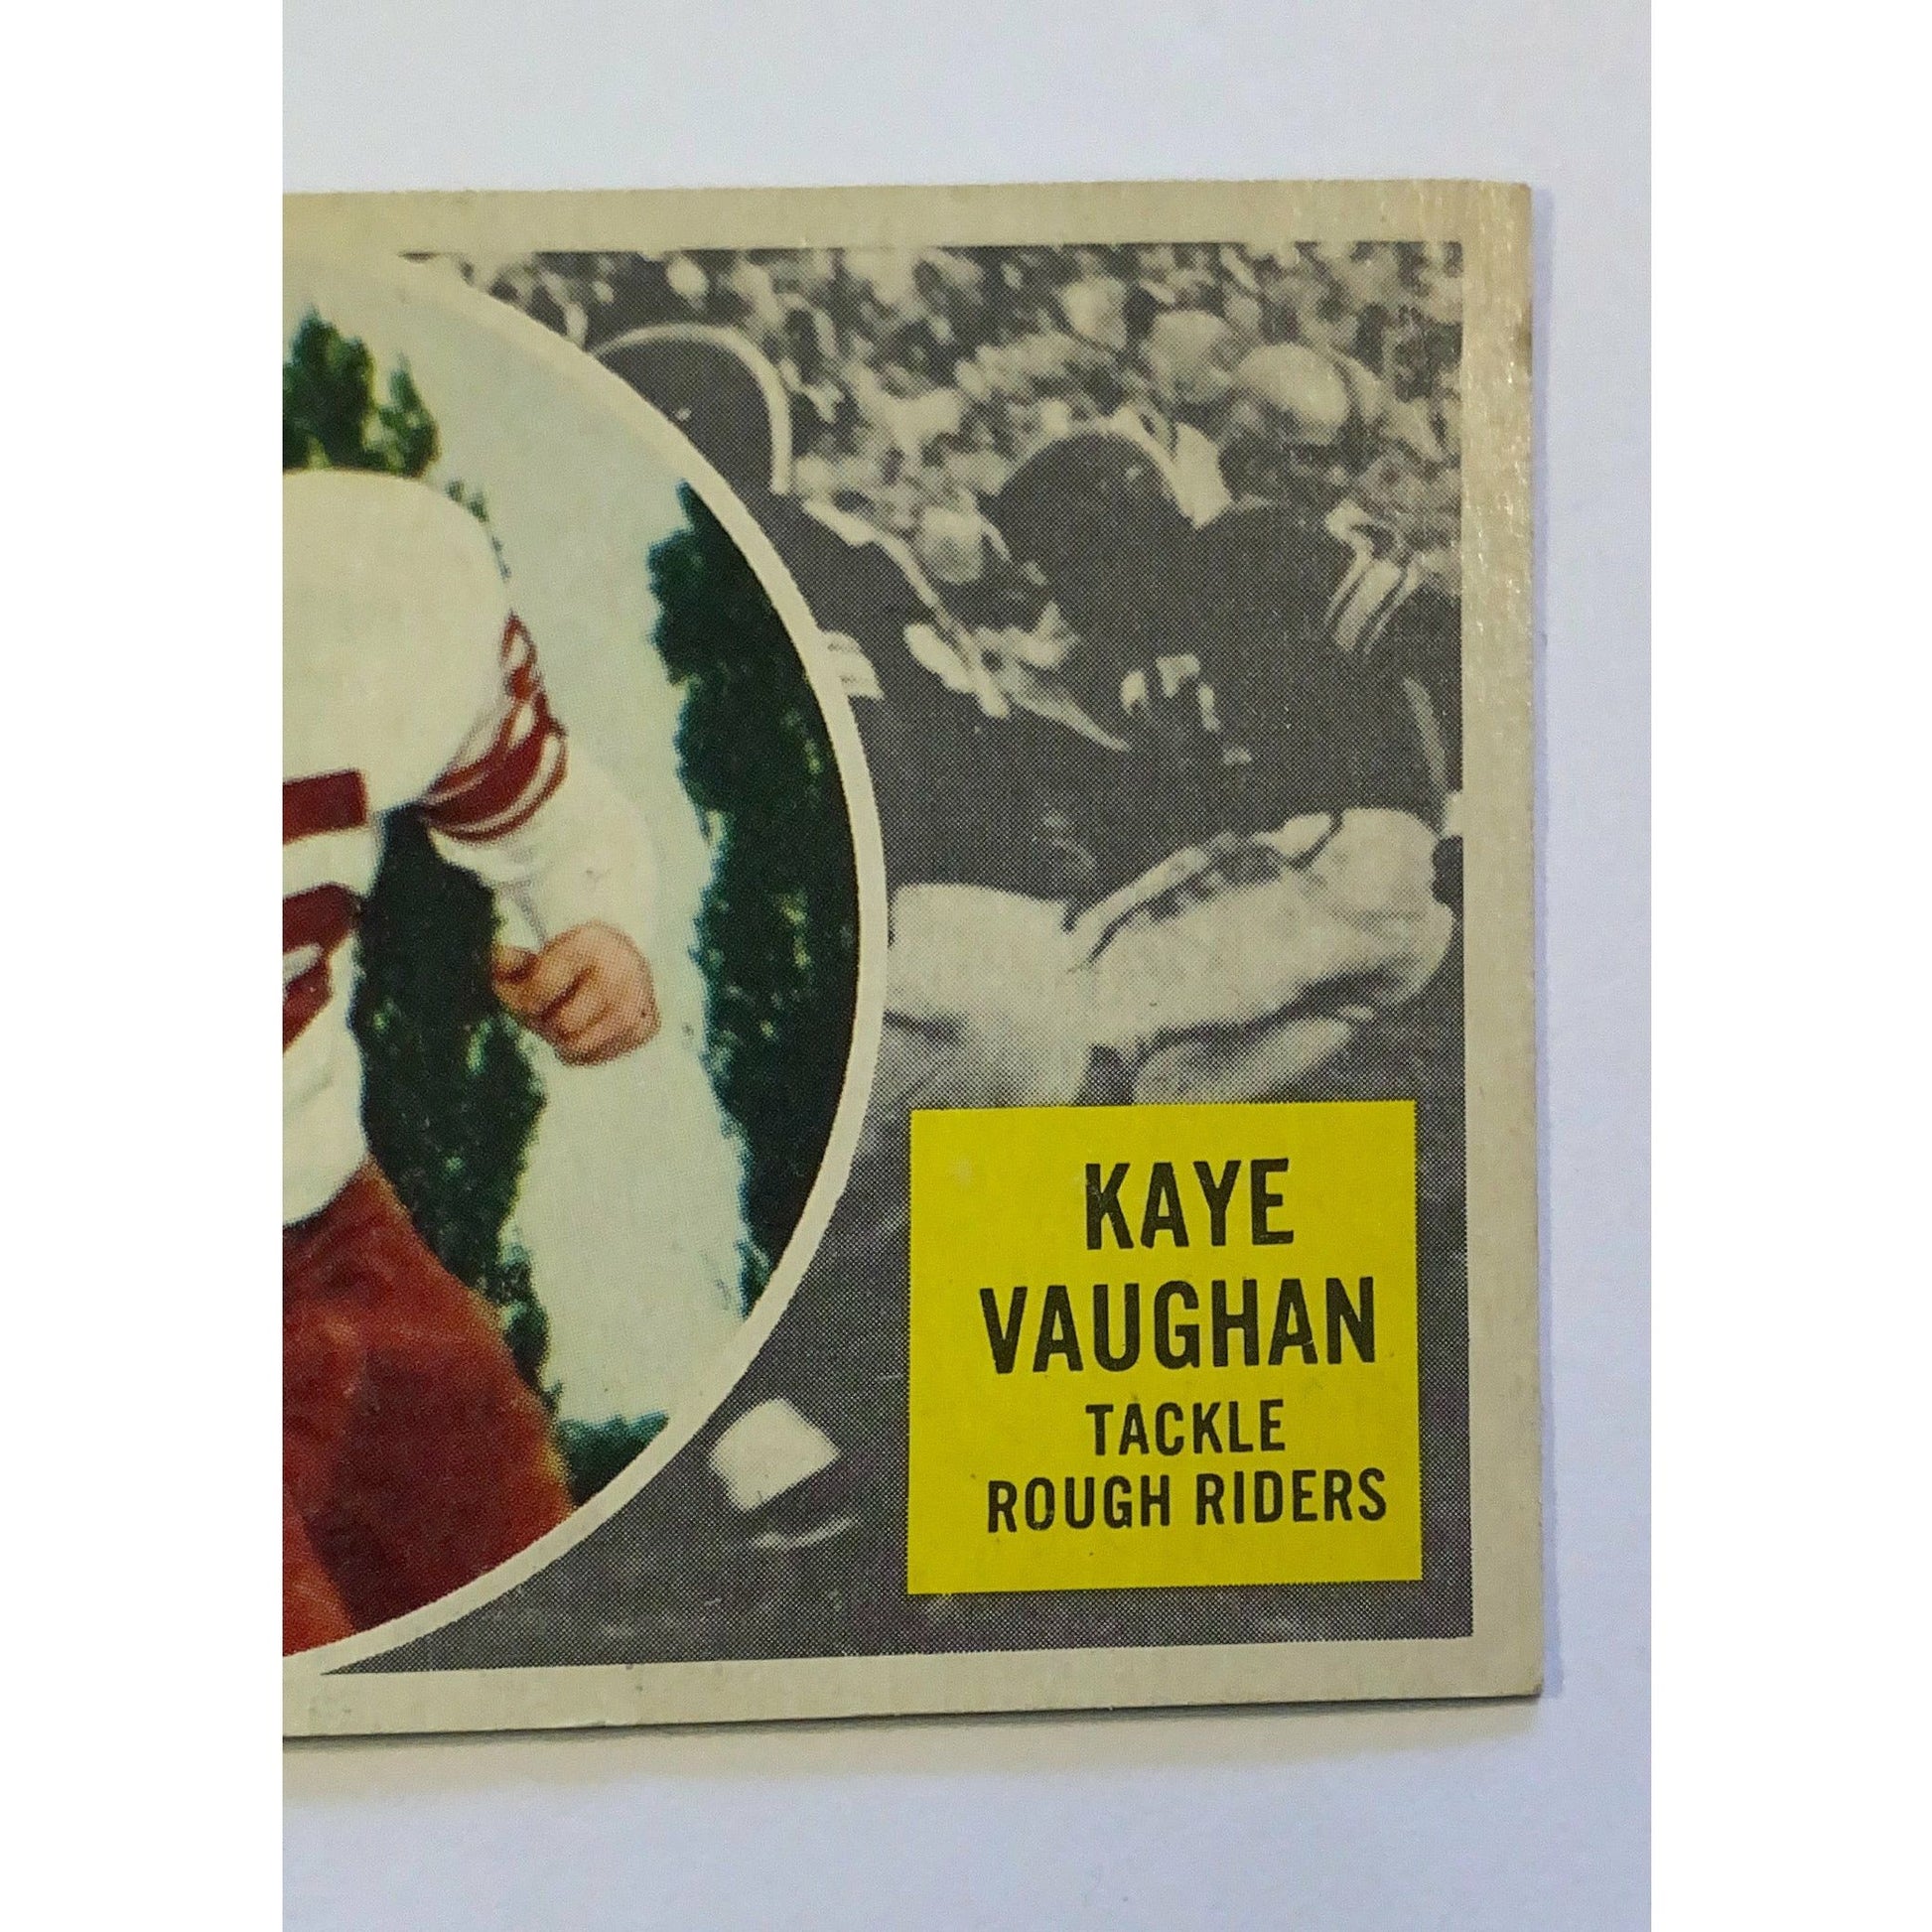 KAYE
VAUGHAN
TACKLE
ROUGH RIDERS